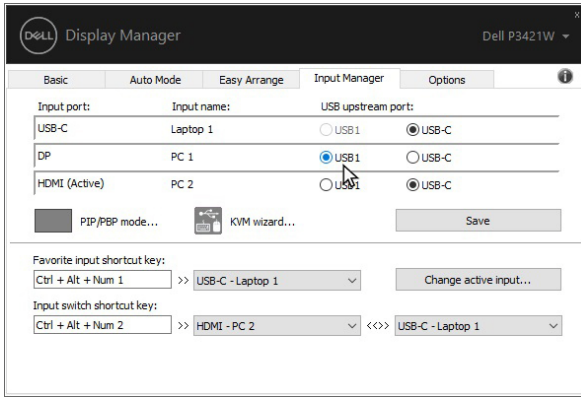 DELL Display Manager Dell P3421W
x
Basic Auto Mode Easy Arrange Input Manager Options i
Input port: Input name: USB upstream port:
USB-C Laptop 1 USB1 USB-C
DP PC 1 USB1 USB-C
HDMI (Active) PC 2 USB1 USB-C
PIP/PBP mode... KVM wizard... Save
Favorite input shortcut key:
Ctrl + Alt + Num 1 >> USB-C - Laptop 1 Change active input...
Input switch shortcut key:
Ctrl + Alt + Num 2 >> HDMI - PC 2 <<>> USB-C - Laptop 1